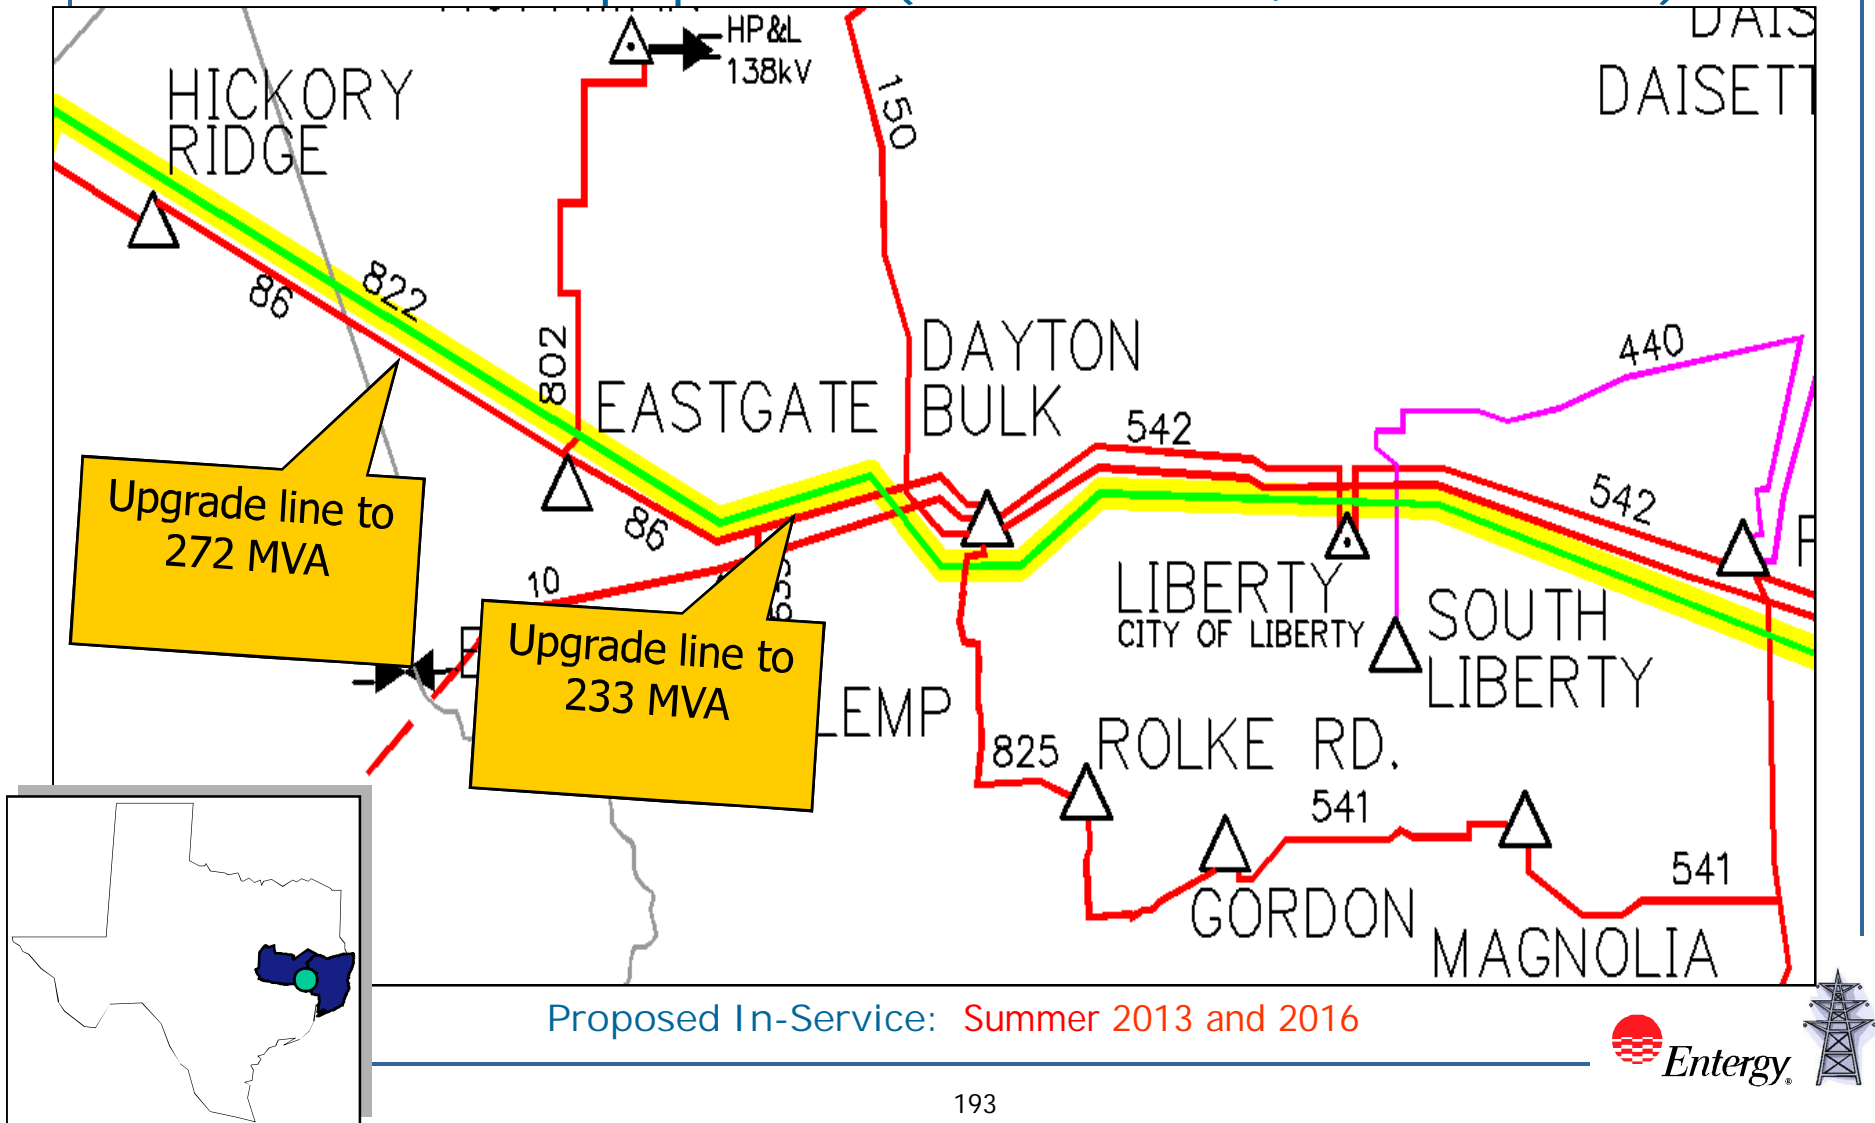 HP&L
138kV
DAIS
DAISETT
HICKORY
RIDGE
150
822
86
802
DAYTON
BULK
EASTGATE
440
542
542
86
Upgrade line to
272 MVA
10
LIBERTY
CITY OF LIBERTY
SOUTH
LIBERTY
Upgrade line to
233 MVA
LEMP
825
ROLKE RD.
541
541
GORDON
MAGNOLIA
Proposed In-Service: Summer 2013 and 2016
Entergy®
193